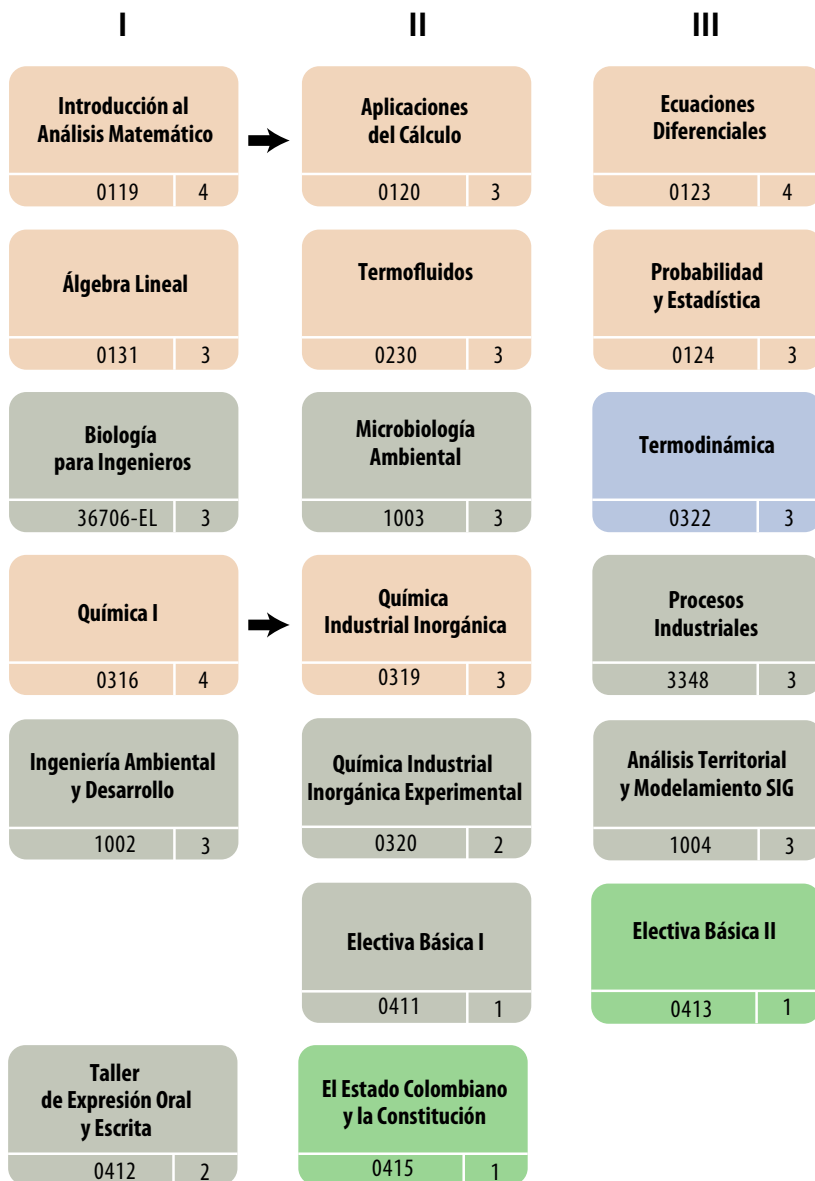 I II III
Introducción al
Análisis Matemático
0119 4
Aplicaciones
del Cálculo
0120 3
Ecuaciones
Diferenciales
0123 4
Álgebra Lineal
0131 3
Termofluidos
0230 3
Probabilidad
y Estadística
0124 3
Biología
para Ingenieros
36706-EL 3
Microbiología
Ambiental
1003 3
Termodinámica
0322 3
Química I
0316 4
Química
Industrial Inorgánica
0319 3
Procesos
Industriales
3348 3
Ingeniería Ambiental
y Desarrollo
1002 3
Química Industrial
Inorgánica Experimental
0320 2
Análisis Territorial
y Modelamiento SIG
1004 3
Electiva Básica I
0411 1
Electiva Básica II
0413 1
Taller
de Expresión Oral
y Escrita
0412 2
El Estado Colombiano
y la Constitución
0415 1